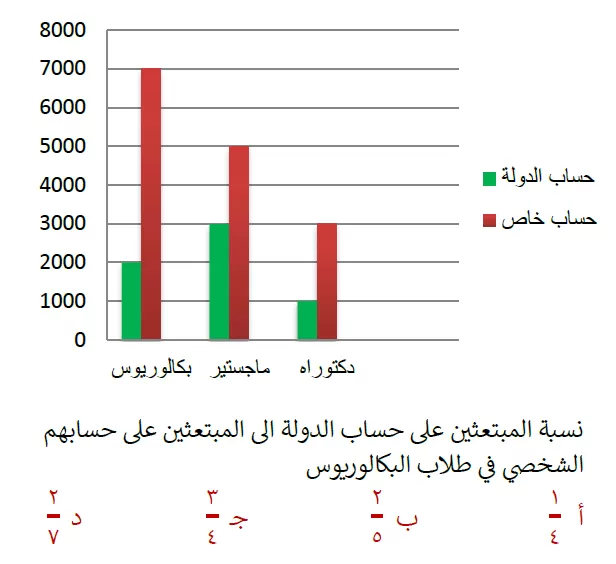 8000
7000
6000
5000
4000
3000
2000
1000
0
بكالوريوس ماجستير دكتوراه
حساب الدولة
حساب خاص
نسبة المبتعثين على حساب الدولة الى المبتعثين على حسابهم
الشخصي في طلاب البكالوريوس
أ ١/٤ ب ٢/٥ جـ ٣/٤ د ٢/٧